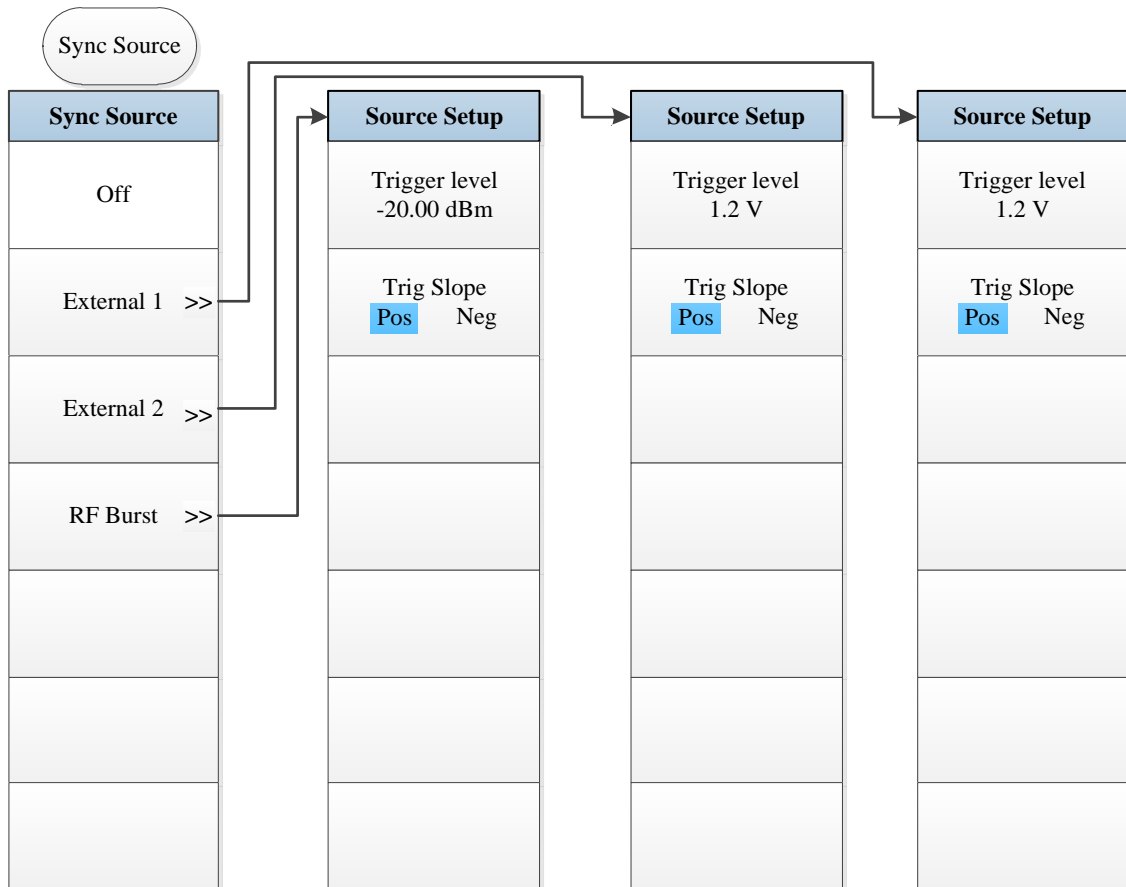 Sync Source
Sync Source
Off
External 1 >>
External 2 >>
RF Burst >>
Source Setup
Trigger level
-20.00 dBm
Trig Slope
Pos Neg
Source Setup
Trigger level
1.2 V
Trig Slope
Pos Neg
Source Setup
Trigger level
1.2 V
Trig Slope
Pos Neg